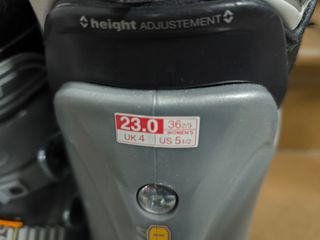 height ADJUSTEMENT
23.0 36 2/3
WOMEN'S
UK 4 US 5 1/2